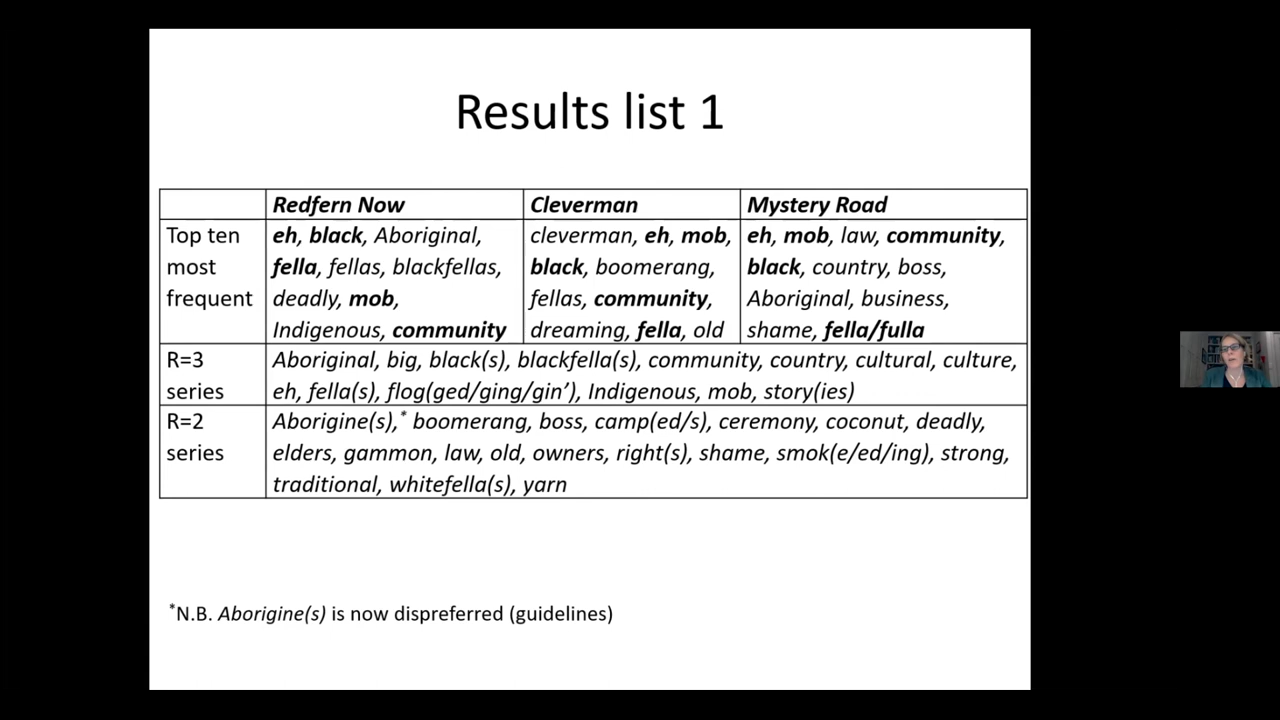 Results list 1
Redfern Now Cleverman Mystery Road
Top ten most frequent
eh, black, Aboriginal,
fella, fellas, blackfellas,
deadly, mob,
Indigenous, community
cleverman, eh, mob,
black, boomerang,
fellas, community,
dreaming, fella, old
eh, mob, law, community,
black, country, boss,
Aboriginal, business,
shame, fella/fulla
R=3 series
Aboriginal, big, black(s), blackfella(s), community, country, cultural, culture,
eh, fella(s), flog(ged/ging/gin’), Indigenous, mob, story(ies)
R=2 series
Aborigine(s),* boomerang, boss, camp(ed/s), ceremony, coconut, deadly,
elders, gammon, law, old, owners, right(s), shame, smok(e/ed/ing), strong,
traditional, whitefella(s), yarn
*N.B. Aborigine(s) is now dispreferred (guidelines)